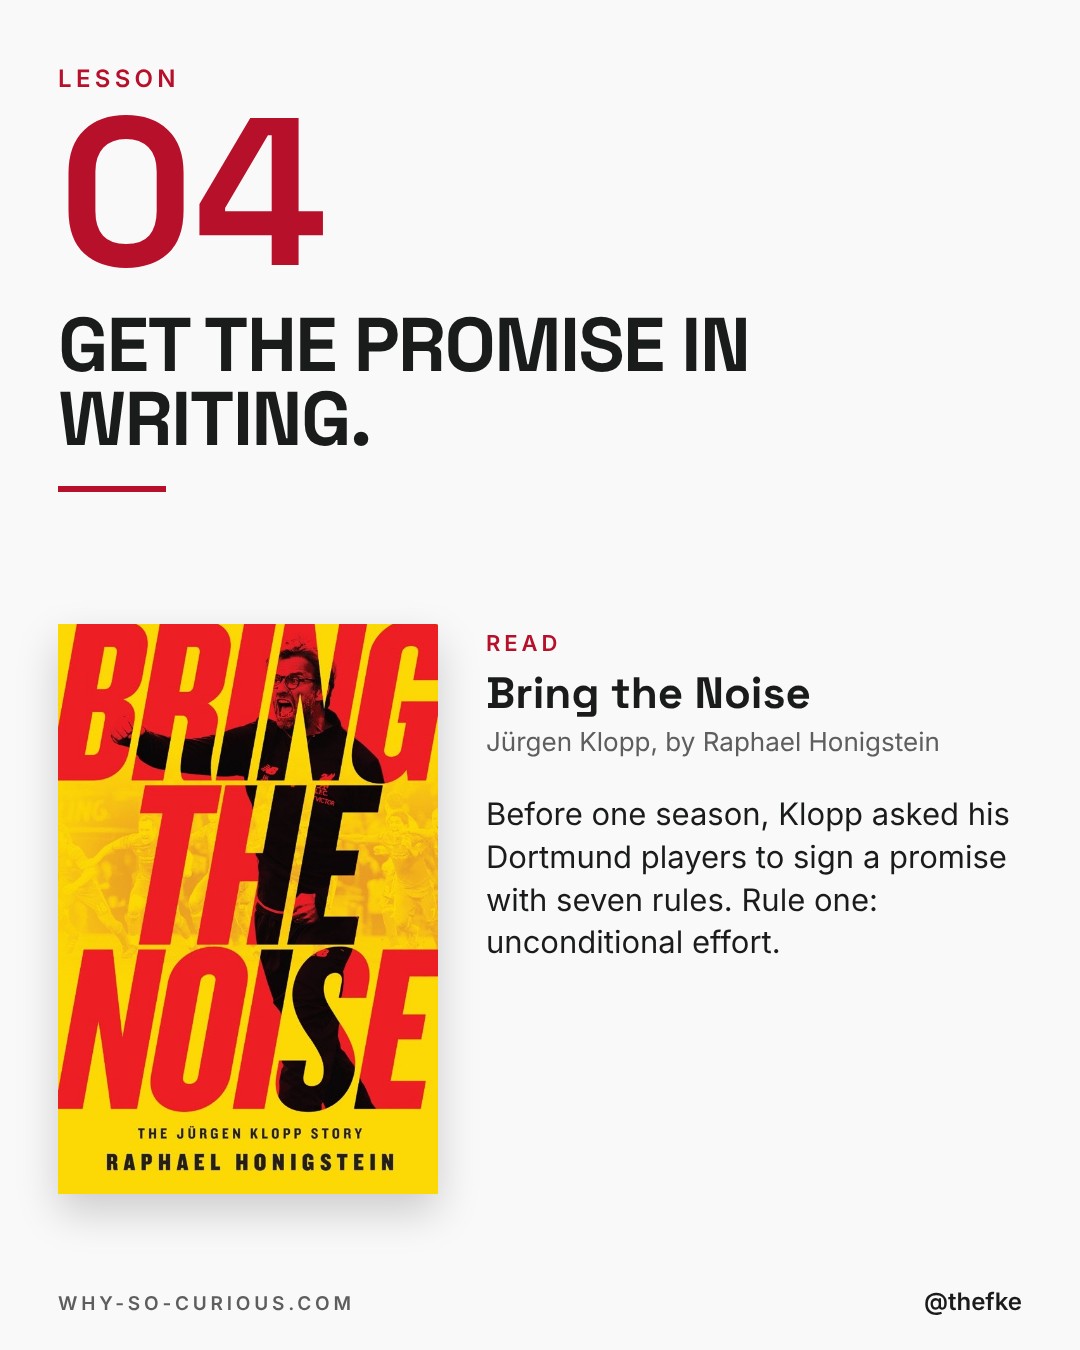 LESSON
04
GET THE PROMISE IN
WRITING.
BRING
THE
NOISE
THE JÜRGEN KLOPP STORY
RAPHAEL HONIGSTEIN
READ
Bring the Noise
Jürgen Klopp, by Raphael Honigstein
Before one season, Klopp asked his
Dortmund players to sign a promise
with seven rules. Rule one:
unconditional effort.
WHY-SO-CURIOUS.COM
@thefke